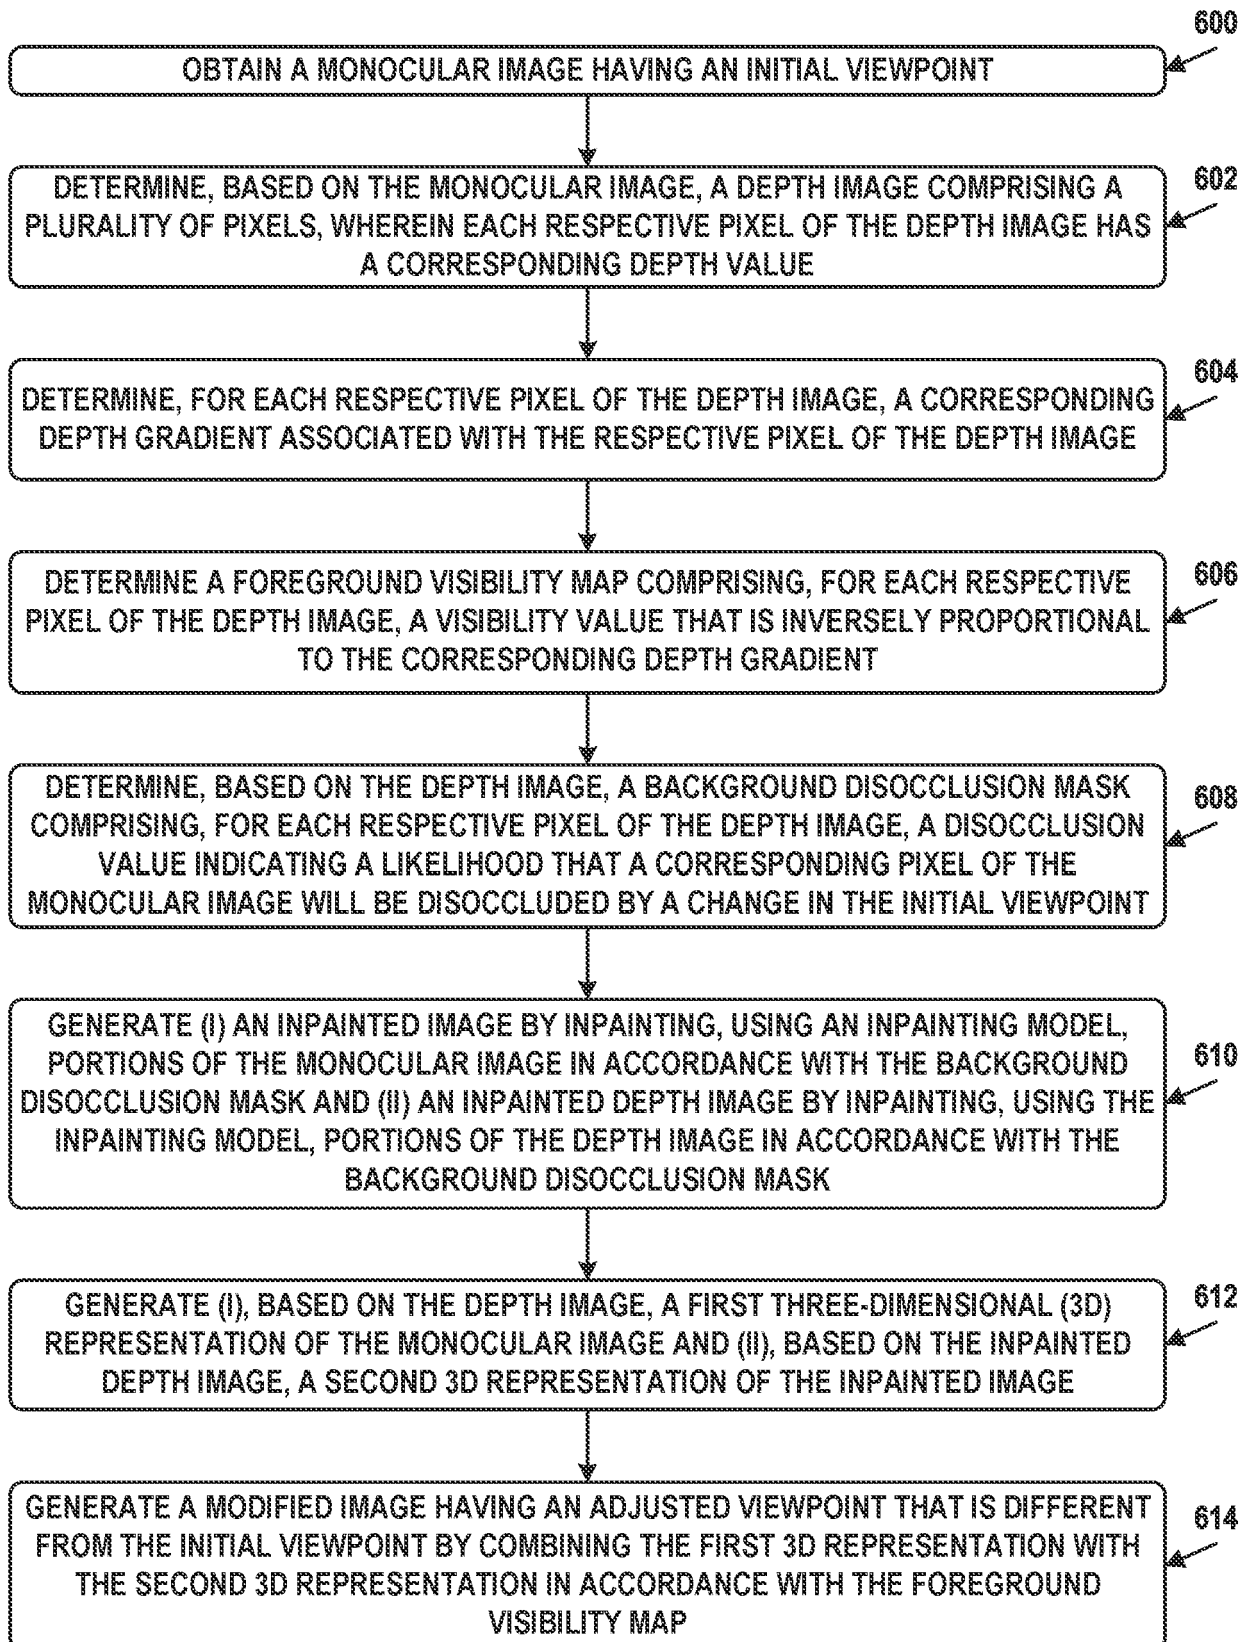 600
OBTAIN A MONOCULAR IMAGE HAVING AN INITIAL VIEWPOINT
602
DETERMINE, BASED ON THE MONOCULAR IMAGE, A DEPTH IMAGE COMPRISING A
PLURALITY OF PIXELS, WHEREIN EACH RESPECTIVE PIXEL OF THE DEPTH IMAGE HAS
A CORRESPONDING DEPTH VALUE
604
DETERMINE, FOR EACH RESPECTIVE PIXEL OF THE DEPTH IMAGE, A CORRESPONDING
DEPTH GRADIENT ASSOCIATED WITH THE RESPECTIVE PIXEL OF THE DEPTH IMAGE
606
DETERMINE A FOREGROUND VISIBILITY MAP COMPRISING, FOR EACH RESPECTIVE
PIXEL OF THE DEPTH IMAGE, A VISIBILITY VALUE THAT IS INVERSELY PROPORTIONAL
TO THE CORRESPONDING DEPTH GRADIENT
608
DETERMINE, BASED ON THE DEPTH IMAGE, A BACKGROUND DISOCCLUSION MASK
COMPRISING, FOR EACH RESPECTIVE PIXEL OF THE DEPTH IMAGE, A DISOCCLUSION
VALUE INDICATING A LIKELIHOOD THAT A CORRESPONDING PIXEL OF THE
MONOCULAR IMAGE WILL BE DISOCCLUDED BY A CHANGE IN THE INITIAL VIEWPOINT
610
GENERATE (I) AN INPAINTED IMAGE BY INPAINTING, USING AN INPAINTING MODEL,
PORTIONS OF THE MONOCULAR IMAGE IN ACCORDANCE WITH THE BACKGROUND
DISOCCLUSION MASK AND (II) AN INPAINTED DEPTH IMAGE BY INPAINTING, USING THE
INPAINTING MODEL, PORTIONS OF THE DEPTH IMAGE IN ACCORDANCE WITH THE
BACKGROUND DISOCCLUSION MASK
612
GENERATE (I), BASED ON THE DEPTH IMAGE, A FIRST THREE-DIMENSIONAL (3D)
REPRESENTATION OF THE MONOCULAR IMAGE AND (II), BASED ON THE INPAINTED
DEPTH IMAGE, A SECOND 3D REPRESENTATION OF THE INPAINTED IMAGE
614
GENERATE A MODIFIED IMAGE HAVING AN ADJUSTED VIEWPOINT THAT IS DIFFERENT
FROM THE INITIAL VIEWPOINT BY COMBINING THE FIRST 3D REPRESENTATION WITH
THE SECOND 3D REPRESENTATION IN ACCORDANCE WITH THE FOREGROUND
VISIBILITY MAP